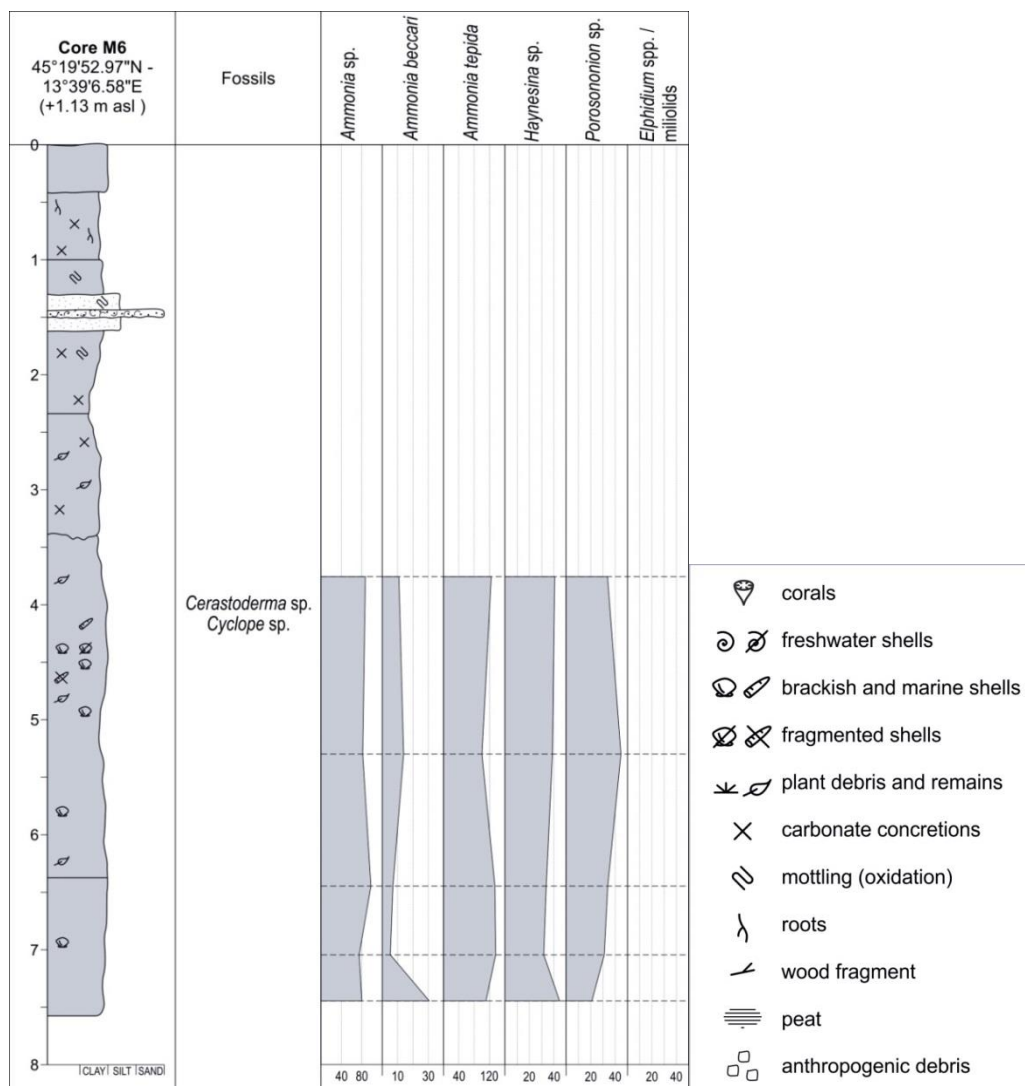 Core M6
45°19'52.97"N -
13°39'6.58"E
(+1.13 m asl )
Fossils
Ammonia sp.
Ammonia beccari
Ammonia tepida
Haynesina sp.
Porosononion sp.
Elphidium spp. /
miliolids
0
1
2
3
4
5
6
7
8
Cerastoderma sp.
Cyclope sp.
CLAY SILT SAND
40 80 10 30 40 120 20 40 20 40 20 40
corals
freshwater shells
brackish and marine shells
fragmented shells
plant debris and remains
carbonate concretions
mottling (oxidation)
roots
wood fragment
peat
anthropogenic debris